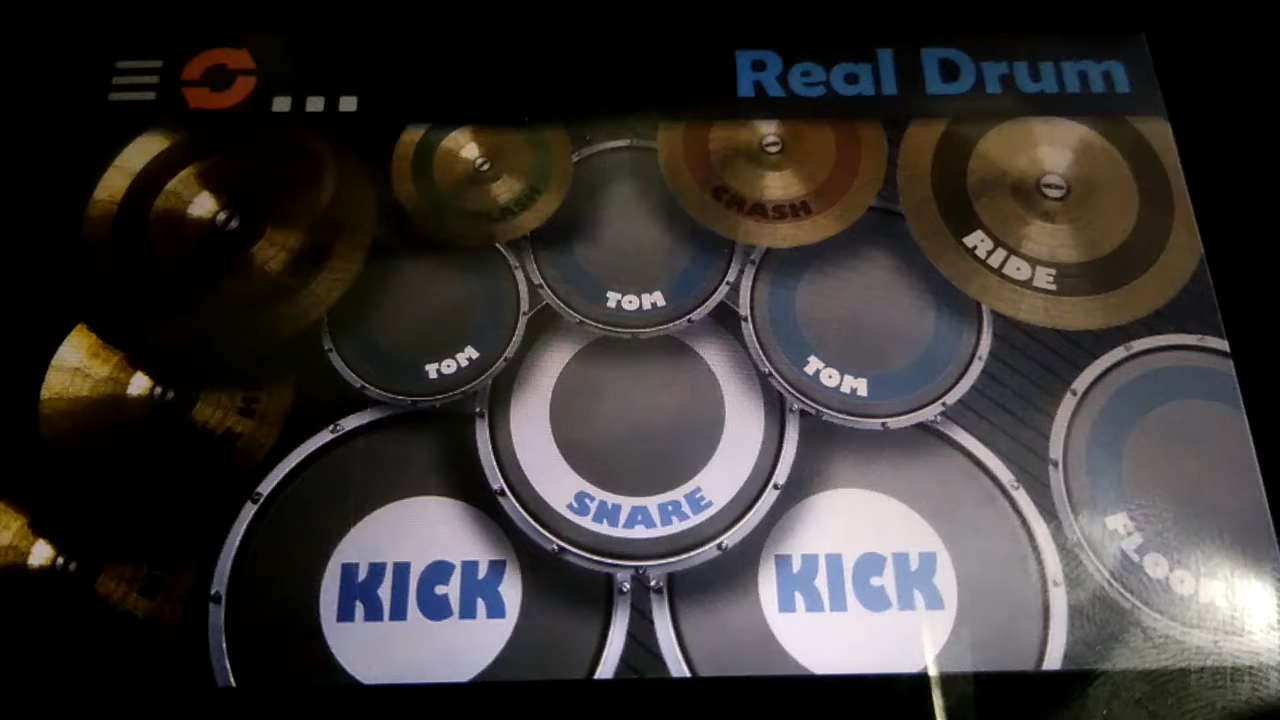 Real Drum
CRASH
RIDE
TOM
TOM
TOM
SNARE
KICK
KICK